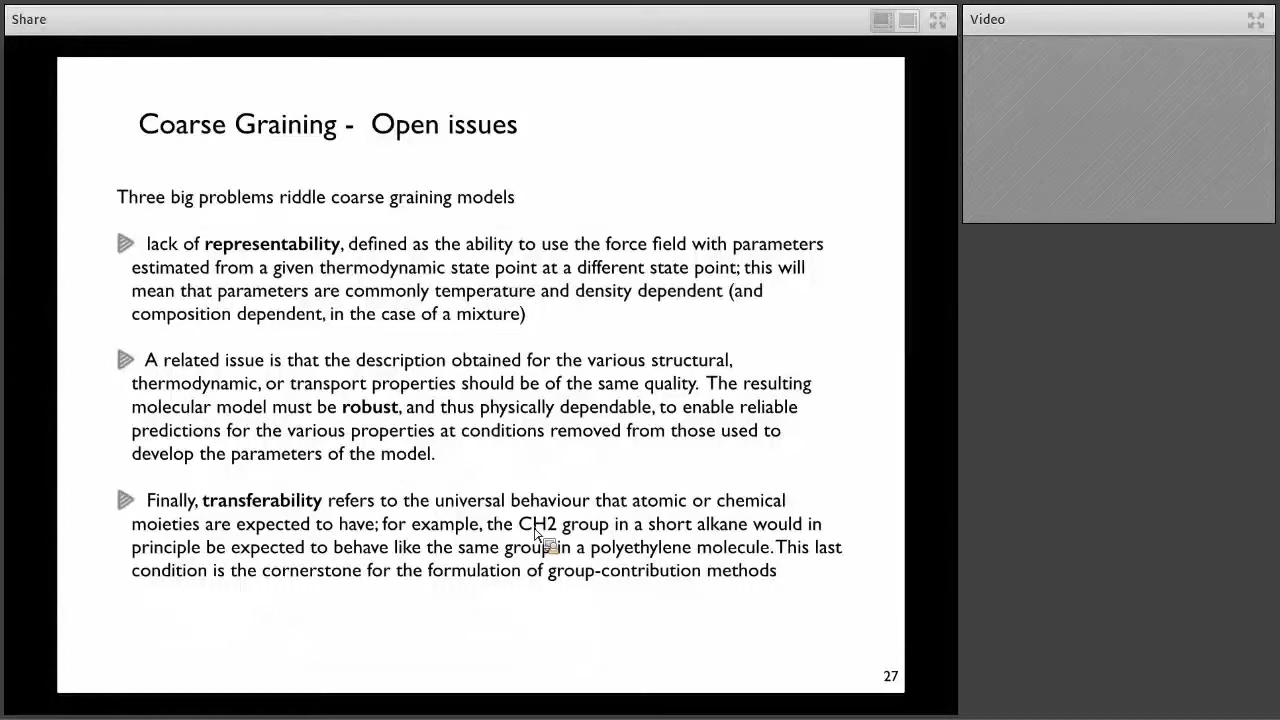 Share
Video
Coarse Graining - Open issues
Three big problems riddle coarse graining models
lack of representability, defined as the ability to use the force field with parameters
estimated from a given thermodynamic state point at a different state point; this will
mean that parameters are commonly temperature and density dependent (and
composition dependent, in the case of a mixture)
A related issue is that the description obtained for the various structural,
thermodynamic, or transport properties should be of the same quality. The resulting
molecular model must be robust, and thus physically dependable, to enable reliable
predictions for the various properties at conditions removed from those used to
develop the parameters of the model.
Finally, transferability refers to the universal behaviour that atomic or chemical
moieties are expected to have; for example, the CH2 group in a short alkane would in
principle be expected to behave like the same group in a polyethylene molecule. This last
condition is the cornerstone for the formulation of group-contribution methods
27